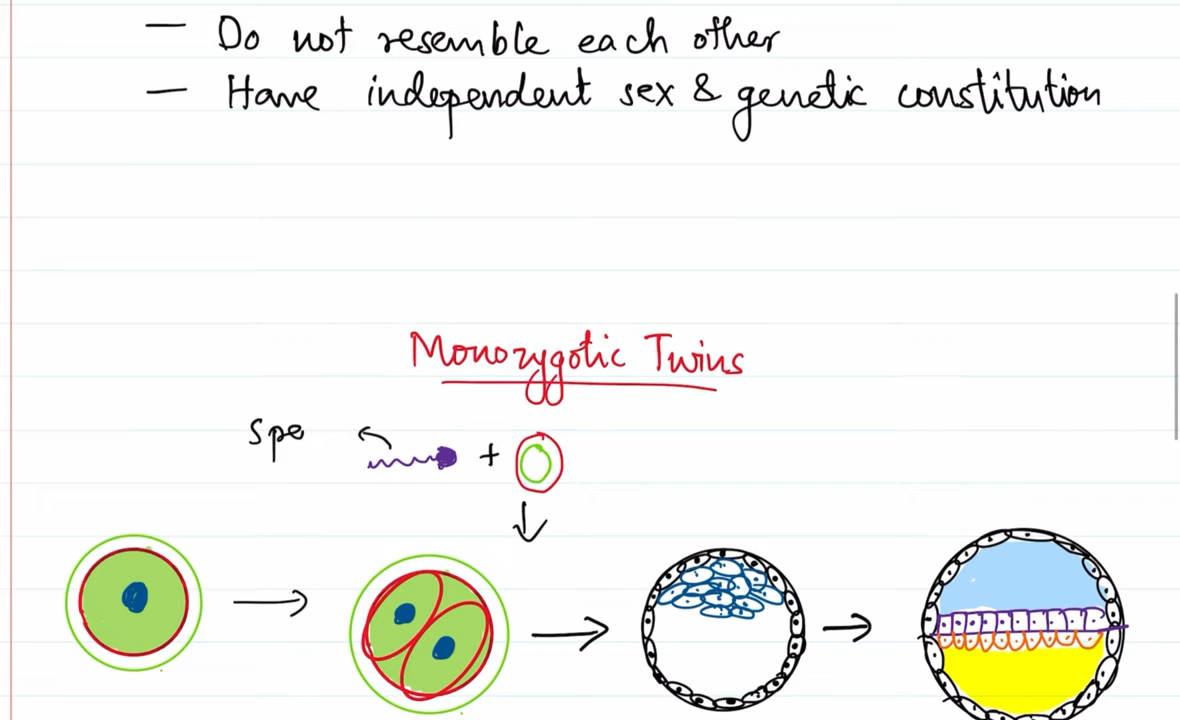 — Do not resemble each other
— Have independent sex & genetic constitution
Monozygotic Twins
Spe
+